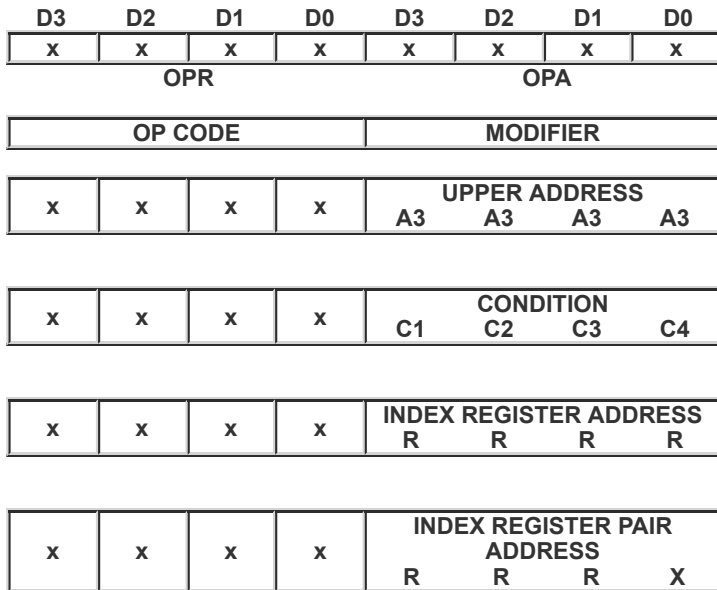 D3 D2 D1 D0 D3 D2 D1 D0
x x x x x x x x
OPR OPA
OP CODE MODIFIER
x x x x UPPER ADDRESS
A3 A3 A3 A3
x x x x CONDITION
C1 C2 C3 C4
x x x x INDEX REGISTER ADDRESS
R R R R
INDEX REGISTER PAIR
x x x x ADDRESS
R R R X